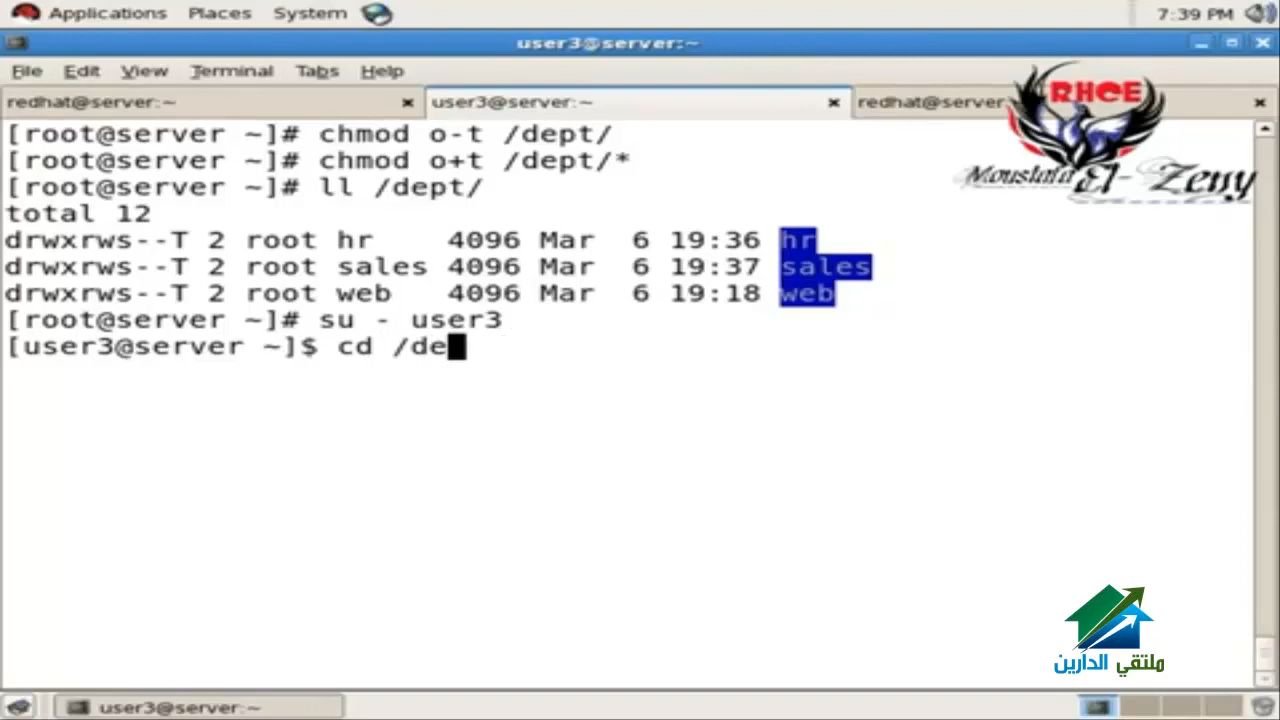 Applications Places System 7:39 PM
user3@server:~
File Edit View Terminal Tabs Help
redhat@server:~ user3@server:~ redhat@server:
RHCE
Moustafa El-Zeny
[root@server ~]# chmod o-t /dept/
[root@server ~]# chmod o+t /dept/*
[root@server ~]# ll /dept/
total 12
drwxrws--T 2 root hr    4096 Mar  6 19:36 hr
drwxrws--T 2 root sales 4096 Mar  6 19:37 sales
drwxrws--T 2 root web   4096 Mar  6 19:18 web
[root@server ~]# su - user3
[user3@server ~]$ cd /de
ملتقي الدارين
user3@server:~